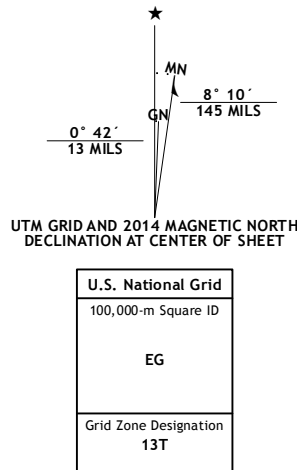 ★
MN
8° 10´
145 MILS
GN
0° 42´
13 MILS
UTM GRID AND 2014 MAGNETIC NORTH
DECLINATION AT CENTER OF SHEET
U.S. National Grid
100,000-m Square ID
EG
Grid Zone Designation
13T